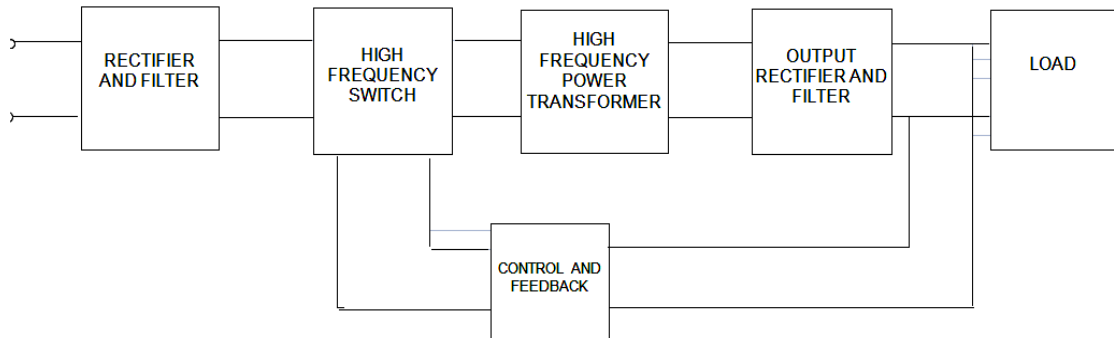 RECTIFIER
AND FILTER
HIGH
FREQUENCY
SWITCH
HIGH
FREQUENCY
POWER
TRANSFORMER
OUTPUT
RECTIFIER AND
FILTER
LOAD
CONTROL AND
FEEDBACK